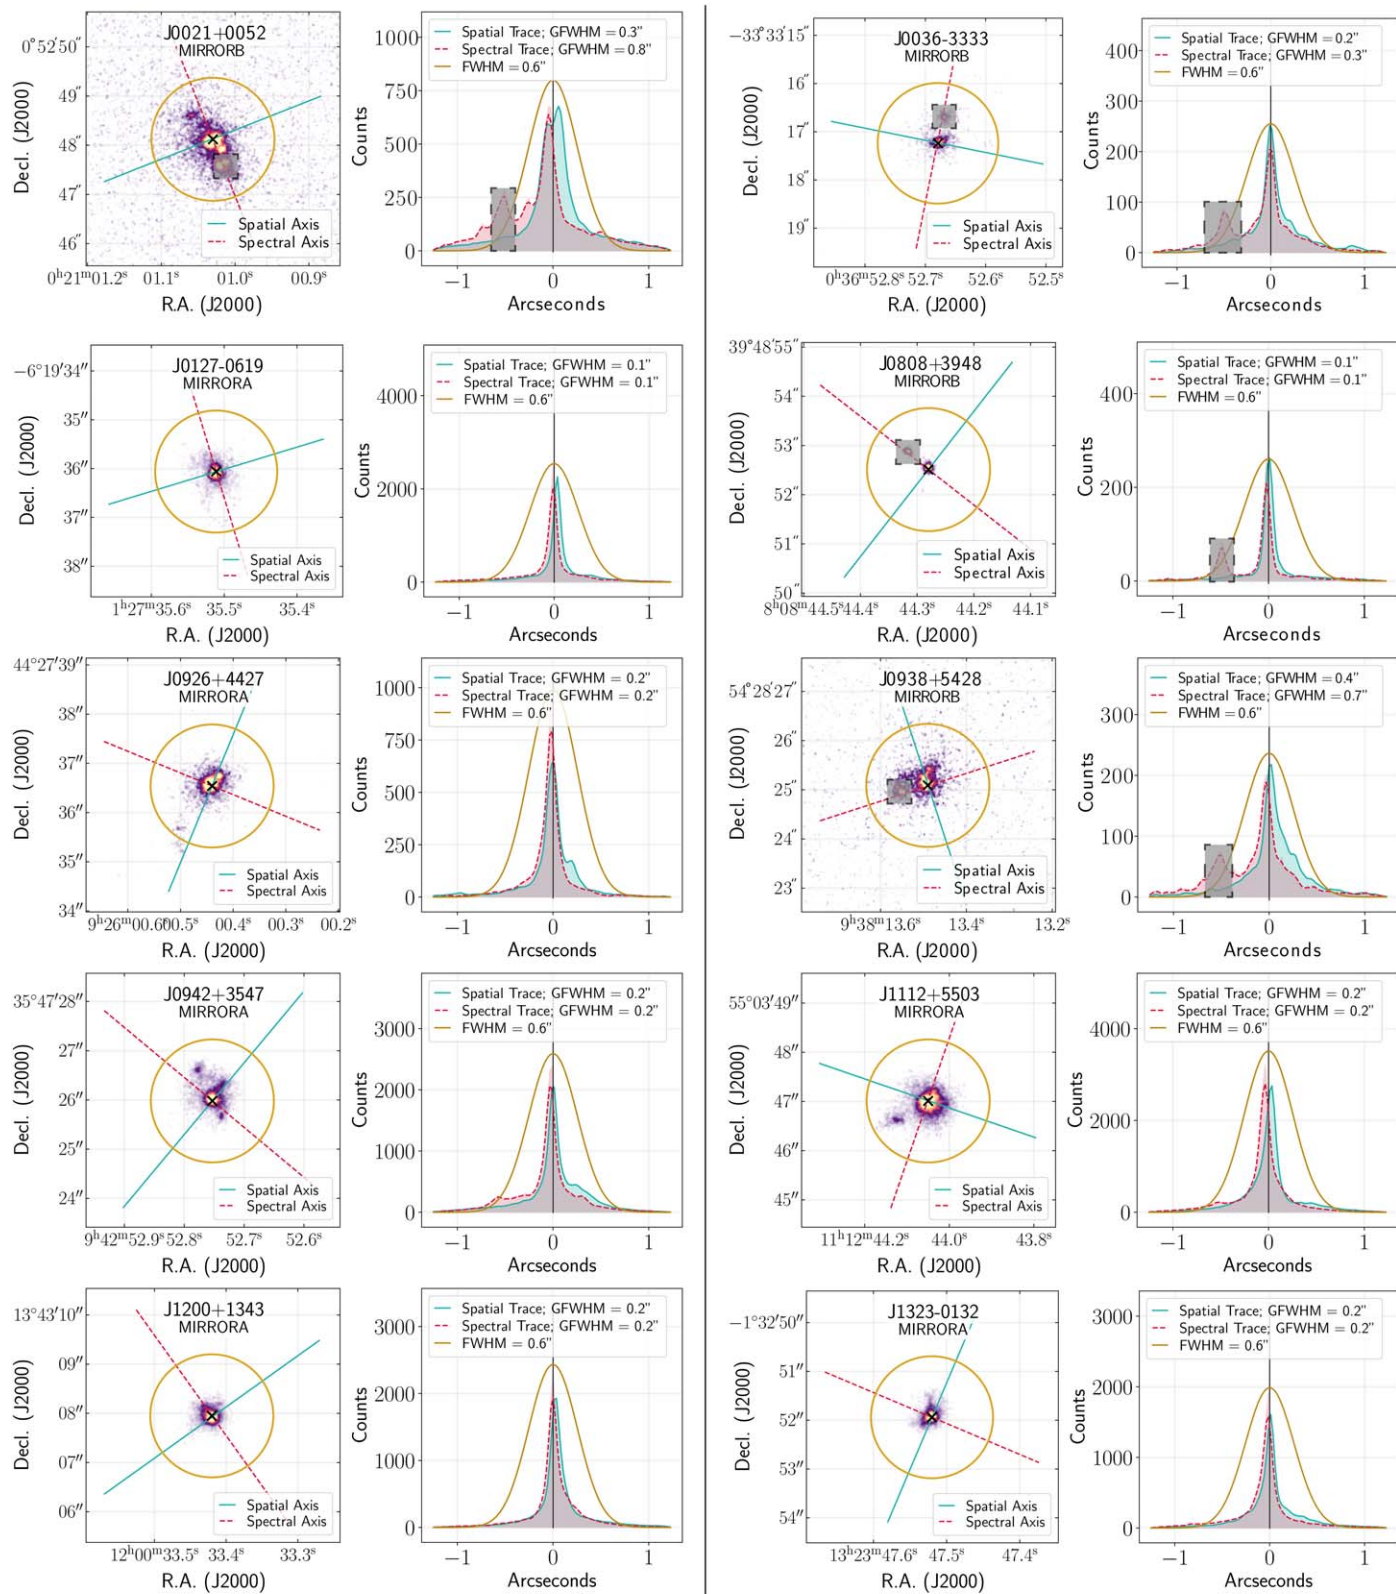 J0021+0052
MIRRORB
0°52′50″
49″
48″
47″
46″
Decl. (J2000)
Spatial Axis
Spectral Axis
0ʰ21ᵐ01.2ˢ 01.1ˢ 01.0ˢ 00.9ˢ
R.A. (J2000)
Spatial Trace; GFWHM = 0.3"
Spectral Trace; GFWHM = 0.8"
FWHM = 0.6"
1000
750
500
250
0
Counts
−1 0 1
Arcseconds
J0036-3333
MIRRORB
−33°33′15″
16″
17″
18″
19″
Decl. (J2000)
Spatial Axis
Spectral Axis
0ʰ36ᵐ52.8ˢ 52.7ˢ 52.6ˢ 52.5ˢ
R.A. (J2000)
Spatial Trace; GFWHM = 0.2"
Spectral Trace; GFWHM = 0.3"
FWHM = 0.6"
400
300
200
100
0
Counts
−1 0 1
Arcseconds
J0127-0619
MIRRORA
−6°19′34″
35″
36″
37″
38″
Decl. (J2000)
Spatial Axis
Spectral Axis
1ʰ27ᵐ35.6ˢ 35.5ˢ 35.4ˢ
R.A. (J2000)
Spatial Trace; GFWHM = 0.1"
Spectral Trace; GFWHM = 0.1"
FWHM = 0.6"
4000
2000
0
Counts
−1 0 1
Arcseconds
J0808+3948
MIRRORB
39°48′55″
54″
53″
52″
51″
50″
Decl. (J2000)
Spatial Axis
Spectral Axis
8ʰ08ᵐ44.5ˢ 44.4ˢ 44.3ˢ 44.2ˢ 44.1ˢ
R.A. (J2000)
Spatial Trace; GFWHM = 0.1"
Spectral Trace; GFWHM = 0.1"
FWHM = 0.6"
400
200
0
Counts
−1 0 1
Arcseconds
J0926+4427
MIRRORA
44°27′39″
38″
37″
36″
35″
34″
Decl. (J2000)
Spatial Axis
Spectral Axis
9ʰ26ᵐ00.6ˢ 00.5ˢ 00.4ˢ 00.3ˢ 00.2ˢ
R.A. (J2000)
Spatial Trace; GFWHM = 0.2"
Spectral Trace; GFWHM = 0.2"
FWHM = 0.6"
1000
750
500
250
0
Counts
−1 0 1
Arcseconds
J0938+5428
MIRRORB
54°28′27″
26″
25″
24″
23″
Decl. (J2000)
Spatial Axis
Spectral Axis
9ʰ38ᵐ13.6ˢ 13.4ˢ 13.2ˢ
R.A. (J2000)
Spatial Trace; GFWHM = 0.4"
Spectral Trace; GFWHM = 0.7"
FWHM = 0.6"
300
200
100
0
Counts
−1 0 1
Arcseconds
J0942+3547
MIRRORA
35°47′28″
27″
26″
25″
24″
Decl. (J2000)
Spatial Axis
Spectral Axis
9ʰ42ᵐ52.9ˢ 52.8ˢ 52.7ˢ 52.6ˢ
R.A. (J2000)
Spatial Trace; GFWHM = 0.2"
Spectral Trace; GFWHM = 0.2"
FWHM = 0.6"
3000
2000
1000
0
Counts
−1 0 1
Arcseconds
J1112+5503
MIRRORA
55°03′49″
48″
47″
46″
45″
Decl. (J2000)
Spatial Axis
Spectral Axis
11ʰ12ᵐ44.2ˢ 44.0ˢ 43.8ˢ
R.A. (J2000)
Spatial Trace; GFWHM = 0.2"
Spectral Trace; GFWHM = 0.2"
FWHM = 0.6"
4000
2000
0
Counts
−1 0 1
Arcseconds
J1200+1343
MIRRORA
13°43′10″
09″
08″
07″
06″
Decl. (J2000)
Spatial Axis
Spectral Axis
12ʰ00ᵐ33.5ˢ 33.4ˢ 33.3ˢ
R.A. (J2000)
Spatial Trace; GFWHM = 0.2"
Spectral Trace; GFWHM = 0.2"
FWHM = 0.6"
3000
2000
1000
0
Counts
−1 0 1
Arcseconds
J1323-0132
MIRRORA
−1°32′50″
51″
52″
53″
54″
Decl. (J2000)
Spatial Axis
Spectral Axis
13ʰ23ᵐ47.6ˢ 47.5ˢ 47.4ˢ
R.A. (J2000)
Spatial Trace; GFWHM = 0.2"
Spectral Trace; GFWHM = 0.2"
FWHM = 0.6"
3000
2000
1000
0
Counts
−1 0 1
Arcseconds